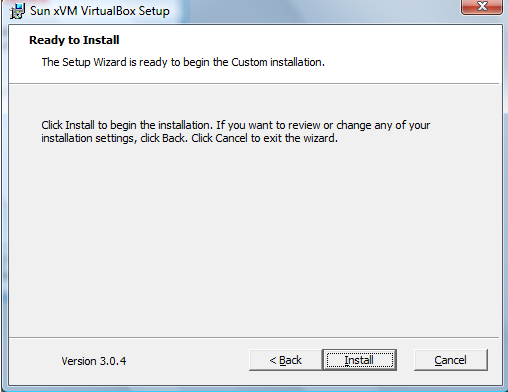 Sun xVM VirtualBox Setup
Ready to Install
The Setup Wizard is ready to begin the Custom installation.
Click Install to begin the installation. If you want to review or change any of your
installation settings, click Back. Click Cancel to exit the wizard.
Version 3.0.4
< Back
Install
Cancel